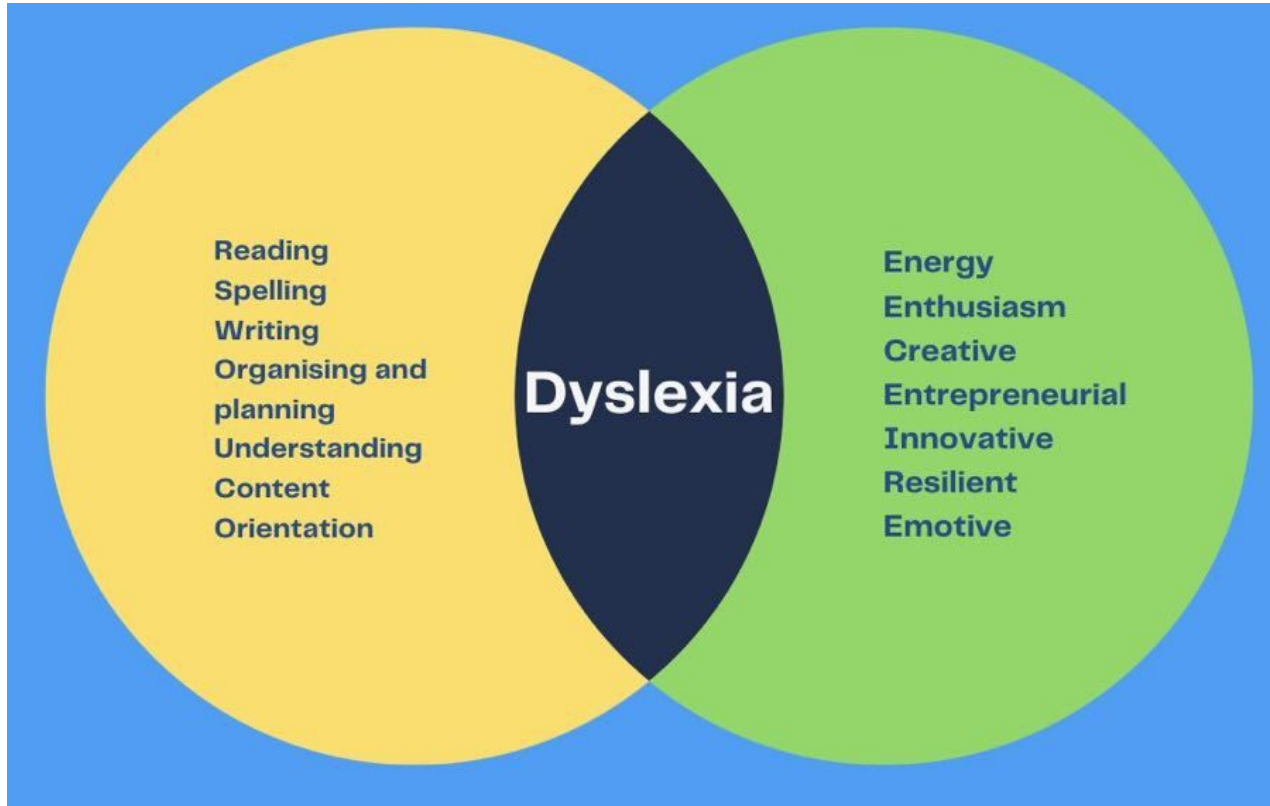 Reading
Spelling
Writing
Organising and
planning
Understanding
Content
Orientation
Dyslexia
Energy
Enthusiasm
Creative
Entrepreneurial
Innovative
Resilient
Emotive